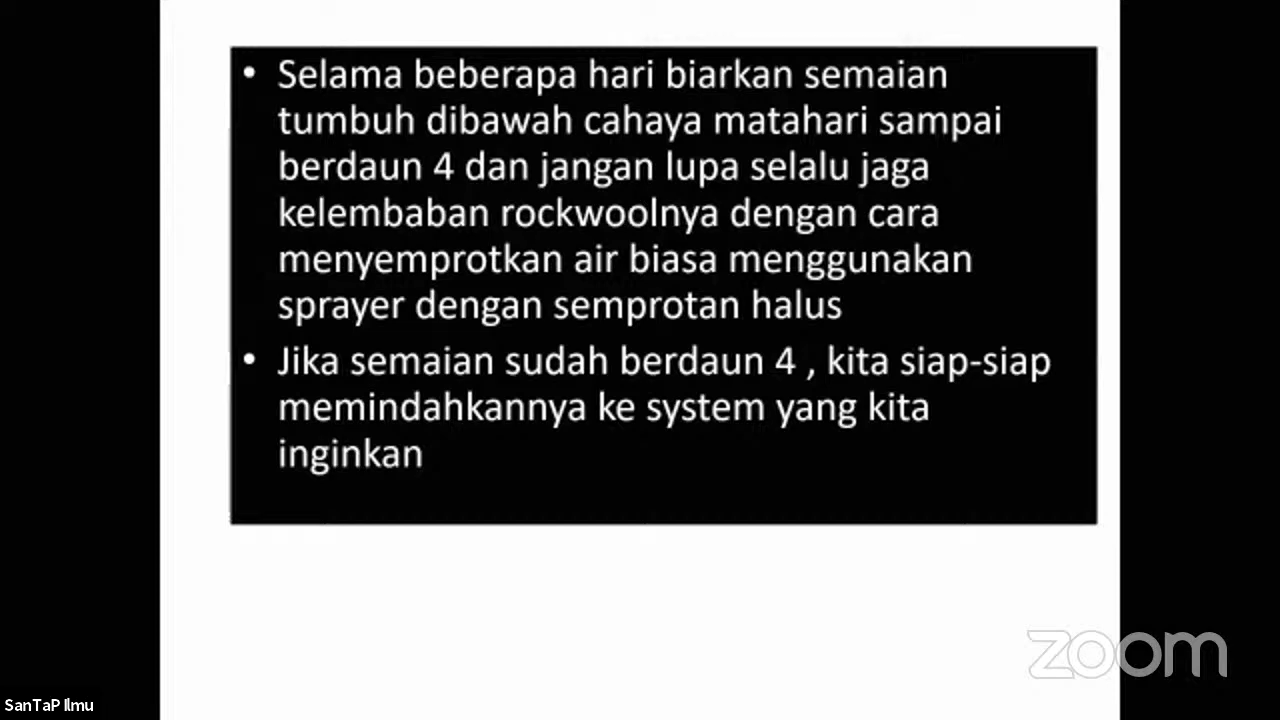 • Selama beberapa hari biarkan semaian
tumbuh dibawah cahaya matahari sampai
berdaun 4 dan jangan lupa selalu jaga
kelembaban rockwoolnya dengan cara
menyemprotkan air biasa menggunakan
sprayer dengan semprotan halus
• Jika semaian sudah berdaun 4 , kita siap-siap
memindahkannya ke system yang kita
inginkan
zoom
SanTaP Ilmu